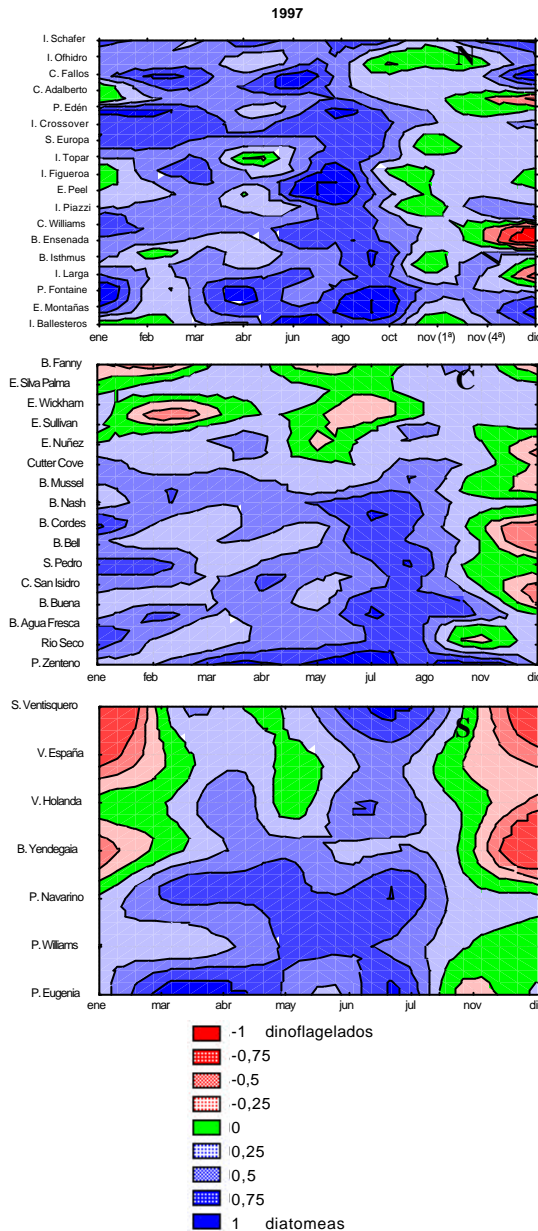 1997
I. Schafer
I. Ofhidro
C. Fallos
C. Adalberto
P. Edén
I. Crossover
S. Europa
I. Topar
I. Figueroa
E. Peel
I. Piazzi
C. Williams
B. Ensenada
B. Isthmus
I. Larga
P. Fontaine
E. Montañas
I. Ballesteros
N
ene feb mar abr jun ago oct nov (1ª) nov (4ª) dic
B. Fanny
E. Silva Palma
E. Wickham
E. Sullivan
E. Nuñez
Cutter Cove
B. Mussel
B. Nash
B. Cordes
B. Bell
S. Pedro
C. San Isidro
B. Buena
B. Agua Fresca
Rio Seco
P. Zenteno
C
ene feb mar abr may jul ago nov dic
S. Ventisquero
V. España
V. Holanda
B. Yendegaia
P. Navarino
P. Williams
P. Eugenia
S
ene mar abr may jun jul nov dic
-1 dinoflagelados
-0,75
-0,5
-0,25
0
0,25
0,5
0,75
1 diatomeas